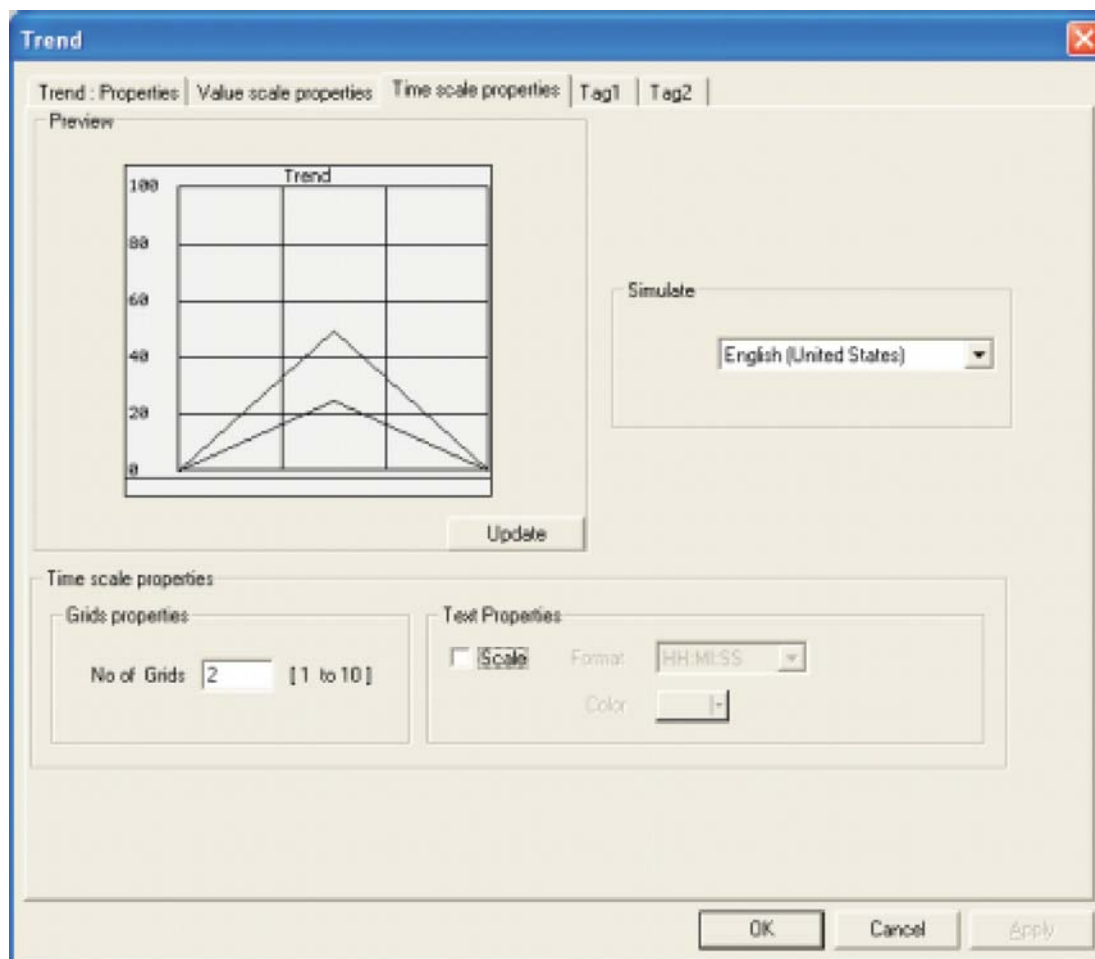 Trend
Trend : Properties Value scale properties Time scale properties Tag1 Tag2
Preview
Trend
100
80
60
40
20
0
Update
Simulate
English (United States)
Time scale properties
Grids properties
No of Grids 2 [ 1 to 10 ]
Text Properties
Scale Format HH:MI:SS
Color
OK Cancel Apply